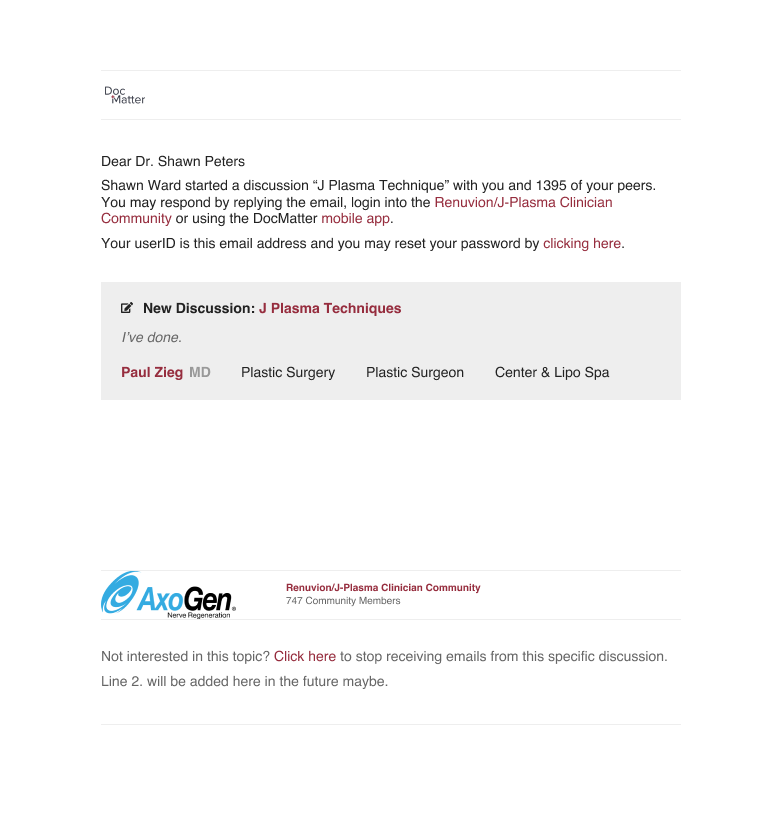 Doc
Matter
Dear Dr. Shawn Peters
Shawn Ward started a discussion “J Plasma Technique” with you and 1395 of your peers.
You may respond by replying the email, login into the Renuvion/J-Plasma Clinician
Community or using the DocMatter mobile app.
Your userID is this email address and you may reset your password by clicking here.
New Discussion: J Plasma Techniques
I’ve done.
Paul Zieg MD Plastic Surgery Plastic Surgeon Center & Lipo Spa
AxoGen®
Nerve Regeneration
Renuvion/J-Plasma Clinician Community
747 Community Members
Not interested in this topic? Click here to stop receiving emails from this specific discussion.
Line 2. will be added here in the future maybe.